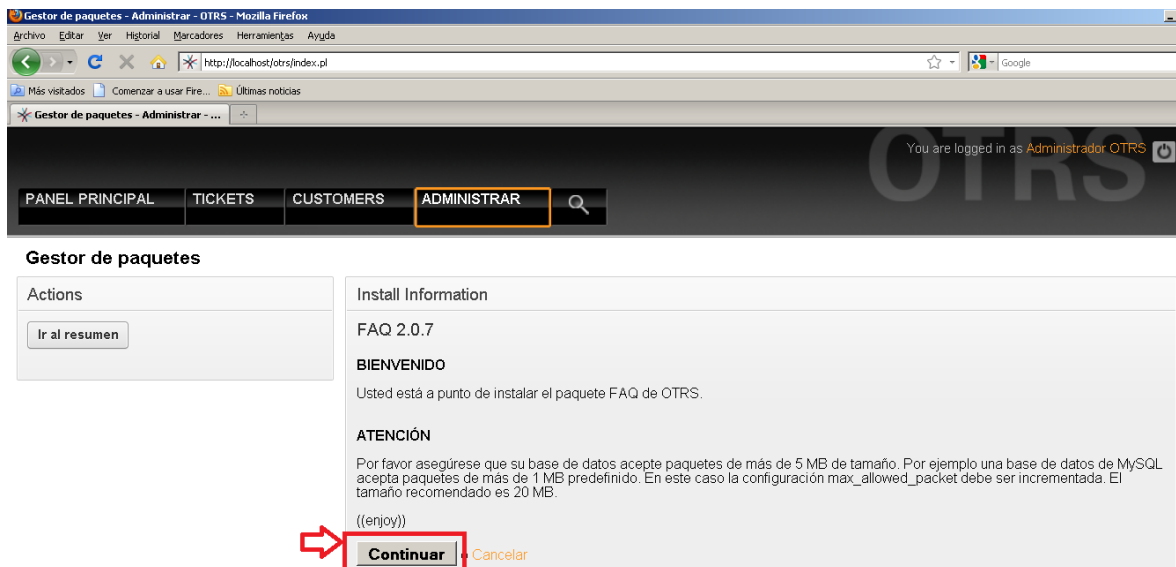 Gestor de paquetes - Administrar - OTRS - Mozilla Firefox
Archivo Editar Ver Historial Marcadores Herramientas Ayuda
http://localhost/otrs/index.pl
Google
Más visitados Comenzar a usar Fire... Últimas noticias
Gestor de paquetes - Administrar - ...
OTRS
You are logged in as Administrador OTRS
PANEL PRINCIPAL TICKETS CUSTOMERS ADMINISTRAR
Gestor de paquetes
Actions
Ir al resumen
Install Information
FAQ 2.0.7
BIENVENIDO
Usted está a punto de instalar el paquete FAQ de OTRS.
ATENCIÓN
Por favor asegúrese que su base de datos acepte paquetes de más de 5 MB de tamaño. Por ejemplo una base de datos de MySQL
acepta paquetes de más de 1 MB predefinido. En este caso la configuración max_allowed_packet debe ser incrementada. El
tamaño recomendado es 20 MB.
((enjoy))
Continuar o Cancelar